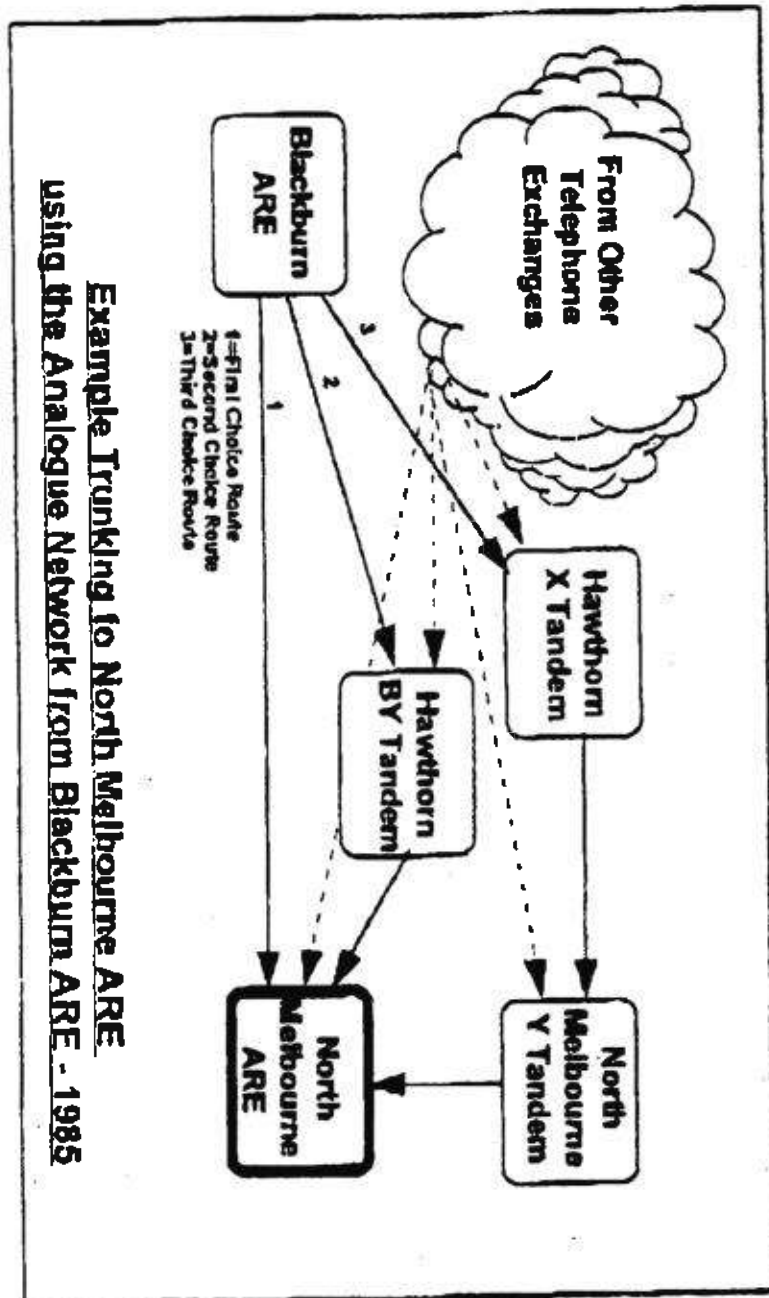 From Other
Telephone
Exchanges
Hawthorn
X Tandem
North
Melbourne
Y Tandem
Hawthorn
BY Tandem
Blackburn
ARE
North
Melbourne
ARE
3
2
1
1=First Choice Route
2=Second Choice Route
3=Third Choice Route
Example Trunking to North Melbourne ARE
using the Analogue Network from Blackburn ARE - 1985